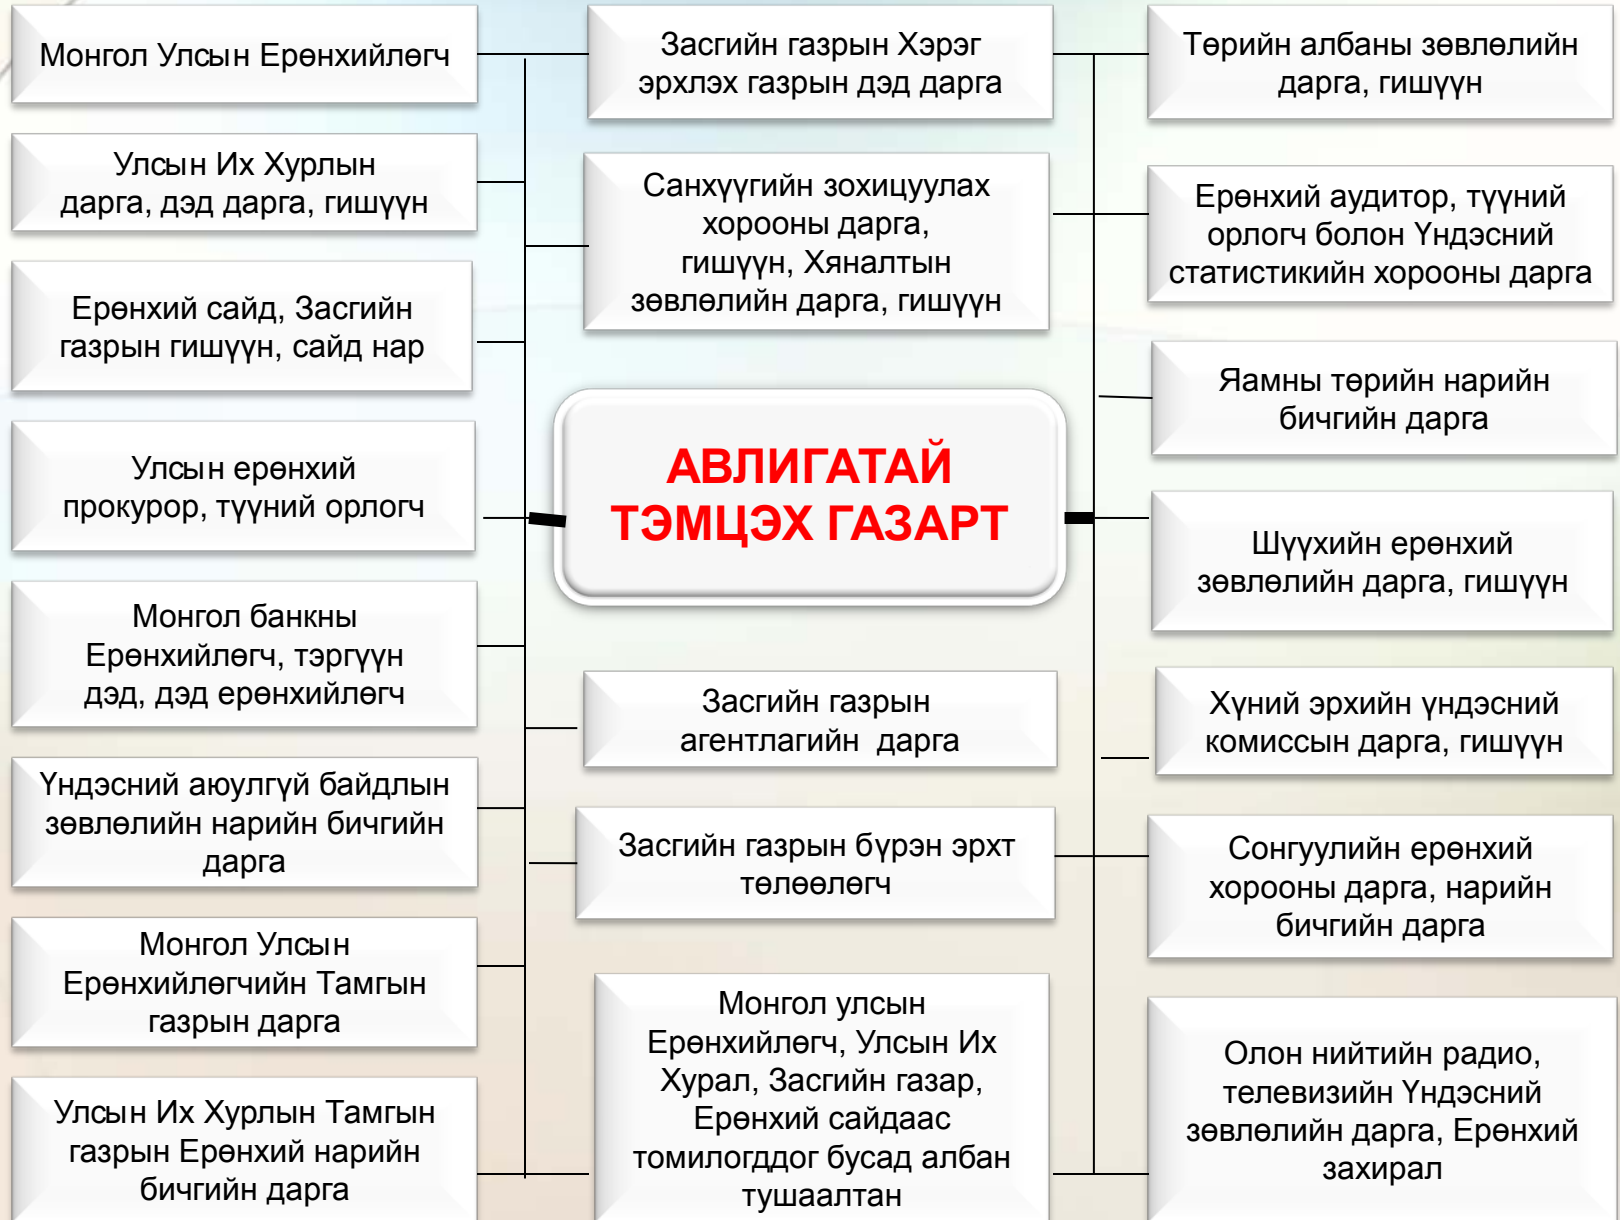 Монгол Улсын Ерөнхийлөгч
Улсын Их Хурлын
дарга, дэд дарга, гишүүн
Ерөнхий сайд, Засгийн
газрын гишүүн, сайд нар
Улсын ерөнхий
прокурор, түүний орлогч
Монгол банкны
Ерөнхийлөгч, тэргүүн
дэд, дэд ерөнхийлөгч
Үндэсний аюулгүй байдлын
зөвлөлийн нарийн бичгийн
дарга
Монгол Улсын
Ерөнхийлөгчийн Тамгын
газрын дарга
Улсын Их Хурлын Тамгын
газрын Ерөнхий нарийн
бичгийн дарга
Засгийн газрын Хэрэг
эрхлэх газрын дэд дарга
Санхүүгийн зохицуулах
хорооны дарга,
гишүүн, Хяналтын
зөвлөлийн дарга, гишүүн
АВЛИГАТАЙ
ТЭМЦЭХ ГАЗАРТ
Засгийн газрын
агентлагийн дарга
Засгийн газрын бүрэн эрхт
төлөөлөгч
Монгол улсын
Ерөнхийлөгч, Улсын Их
Хурал, Засгийн газар,
Ерөнхий сайдаас
томилогддог бусад албан
тушаалтан
Төрийн албаны зөвлөлийн
дарга, гишүүн
Ерөнхий аудитор, түүний
орлогч болон Үндэсний
статистикийн хорооны дарга
Яамны төрийн нарийн
бичгийн дарга
Шүүхийн ерөнхий
зөвлөлийн дарга, гишүүн
Хүний эрхийн үндэсний
комиссын дарга, гишүүн
Сонгуулийн ерөнхий
хорооны дарга, нарийн
бичгийн дарга
Олон нийтийн радио,
телевизийн Үндэсний
зөвлөлийн дарга, Ерөнхий
захирал